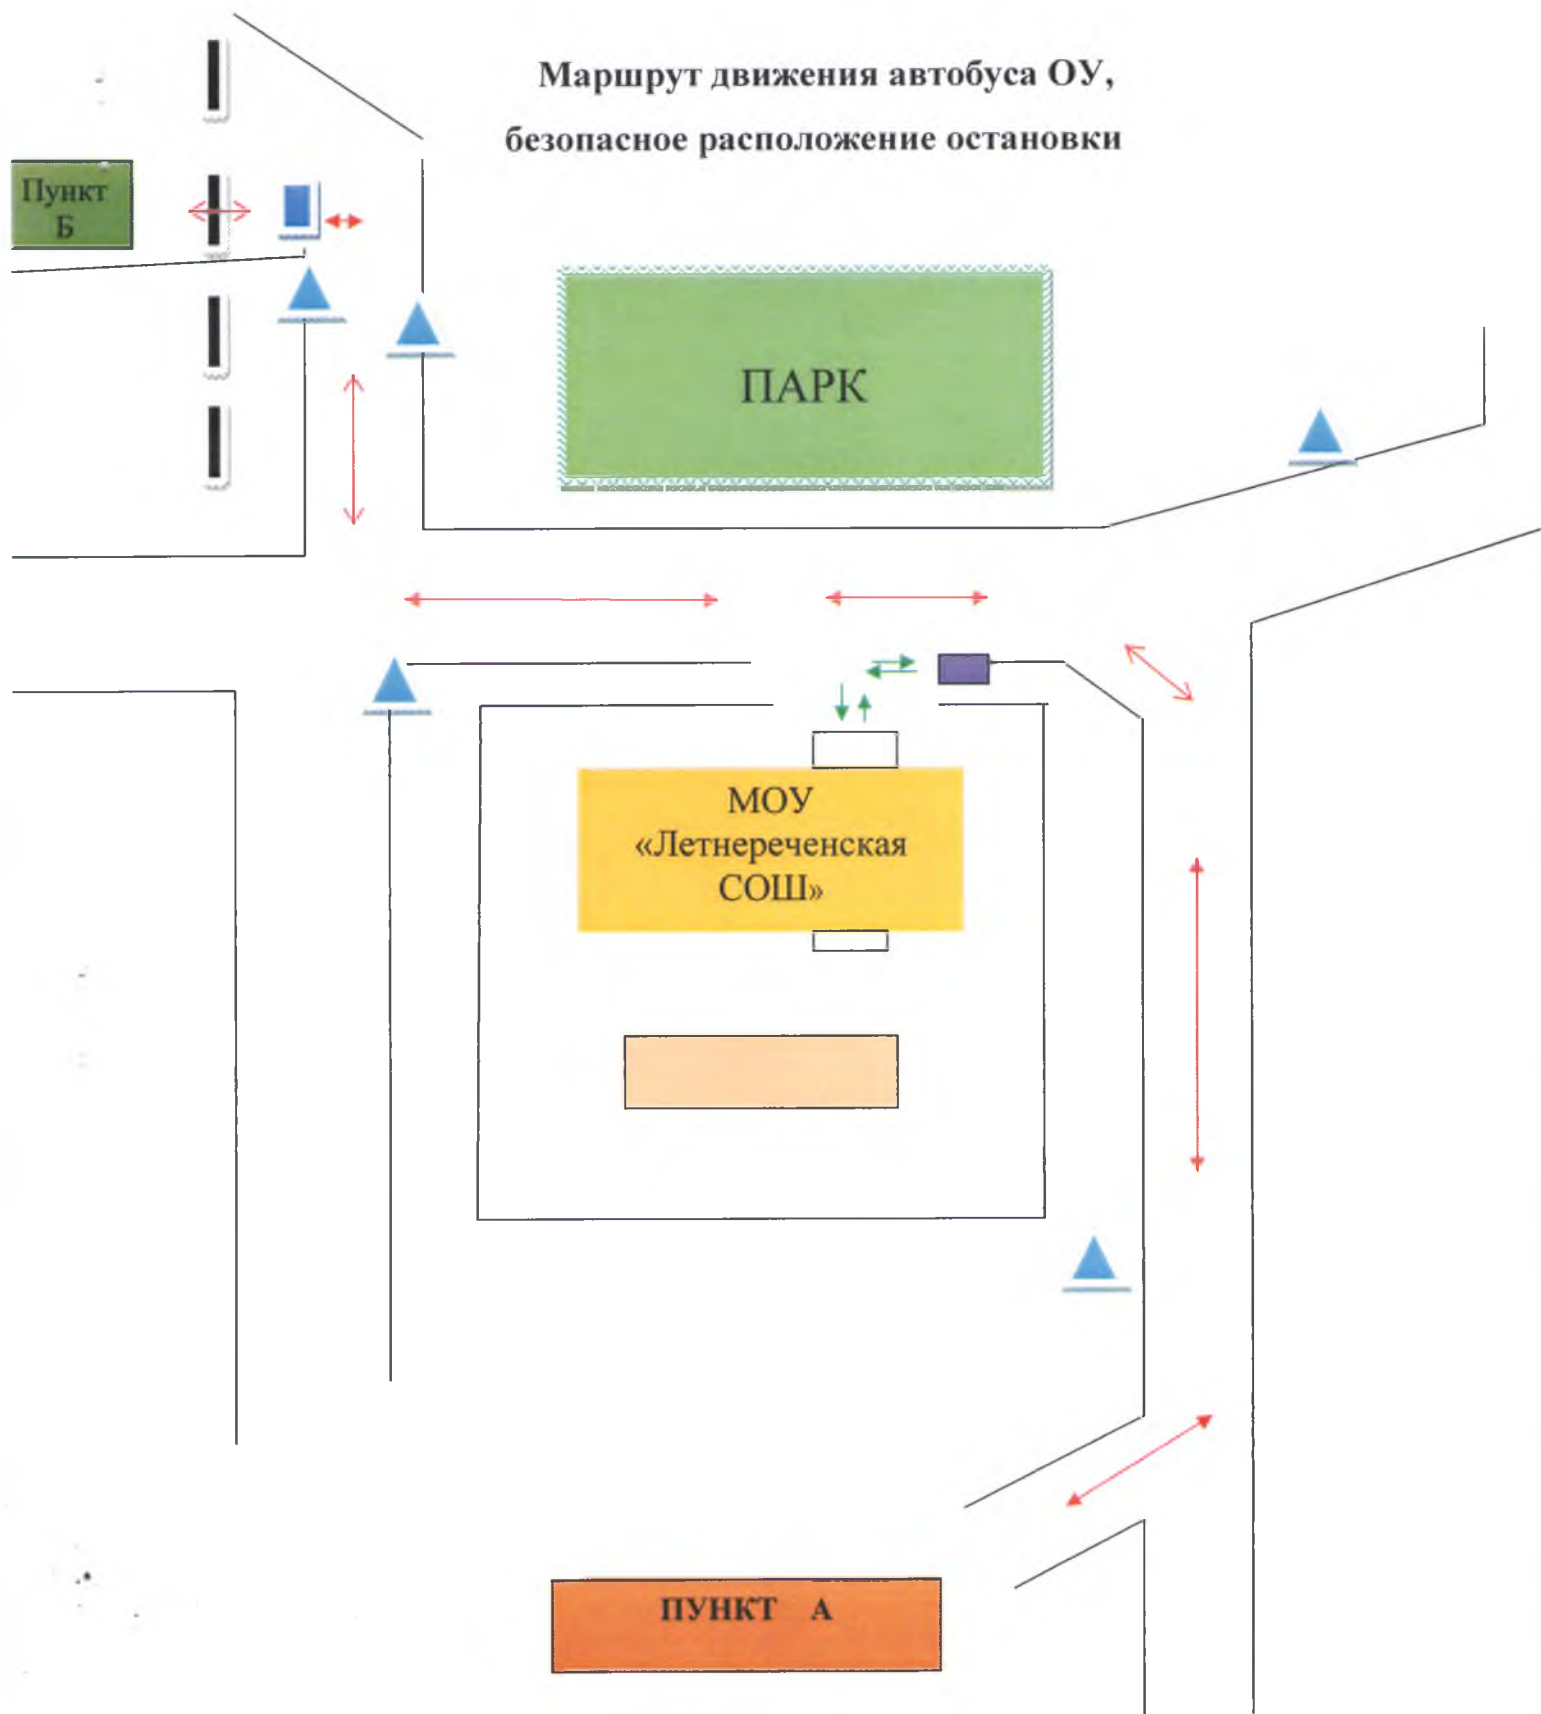 Маршрут движения автобуса ОУ,
безопасное расположение остановки
Пункт
Б
ПАРК
МОУ
«Летнереченская
СОШ»
ПУНКТ А